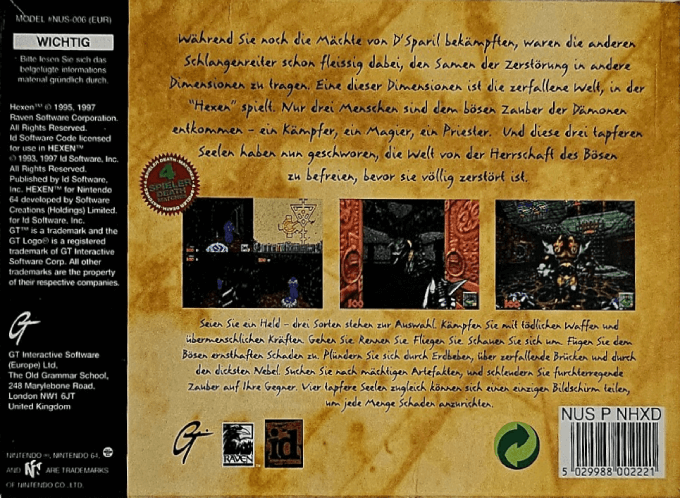 MODEL #NUS-006 (EUR)
WICHTIG
Bitte lesen Sie sich das
beigefügte informations
material gründlich durch.
Hexen™ © 1995, 1997
Raven Software Corporation.
All Rights Reserved.
Id Software Code licensed
for use in HEXEN™
© 1993, 1997 Id Software, Inc.
All Rights Reserved.
Published by Id Software,
Inc. HEXEN™ for Nintendo
64 developed by Software
Creations (Holdings) Limited.
for Id Software, Inc.
GT™ is a trademark and the
GT Logo® is a registered
trademark of GT Interactive
Software Corp. All other
trademarks are the property
of their respective companies.
GT
GT Interactive Software
(Europe) Ltd,
The Old Grammar School,
248 Marylebone Road,
London NW1 6JT
United Kingdom
NINTENDO ®, NINTENDO 64,
AND N ARE TRADEMARKS
OF NINTENDO CO., LTD.
Während Sie noch die Mächte von D'Sparil bekämpften, waren die anderen
Schlangenreiter schon fleissig dabei, den Samen der Zerstörung in andere
Dimensionen zu tragen. Eine dieser Dimensionen ist die zerfallene Welt, in der
"Hexen" spielt. Nur drei Menschen sind dem bösen Zauber der Dämonen
entkommen - ein Kämpfer, ein Magier, ein Priester. Und diese drei tapferen
Seelen haben nun geschworen, die Welt von der Herrschaft des Bösen
zu befreien, bevor sie völlig zerstört ist.
4
SPIELER
DEATH
MATCH
100
100
Seien Sie ein Held - drei Sorten stehen zur Auswahl. Kämpfen Sie mit tödlichen Waffen und
übermenschlichen Kräften. Gehen Sie. Rennen Sie. Fliegen Sie. Schauen Sie sich um. Fügen Sie dem
Bösen ernsthaften Schaden zu. Plündern Sie sich durch Erdbeben, über zerfallende Brücken und durch
den dicksten Nebel. Suchen Sie nach mächtigen Artefakten, und schleudern Sie furchterregende
Zauber auf Ihre Gegner. Vier tapfere Seelen zugleich können sich einen einzigen Bildschirm teilen,
um jede Menge Schaden anzurichten.
GT
RAVEN
id
NUS P NHXD
5 029988 002221